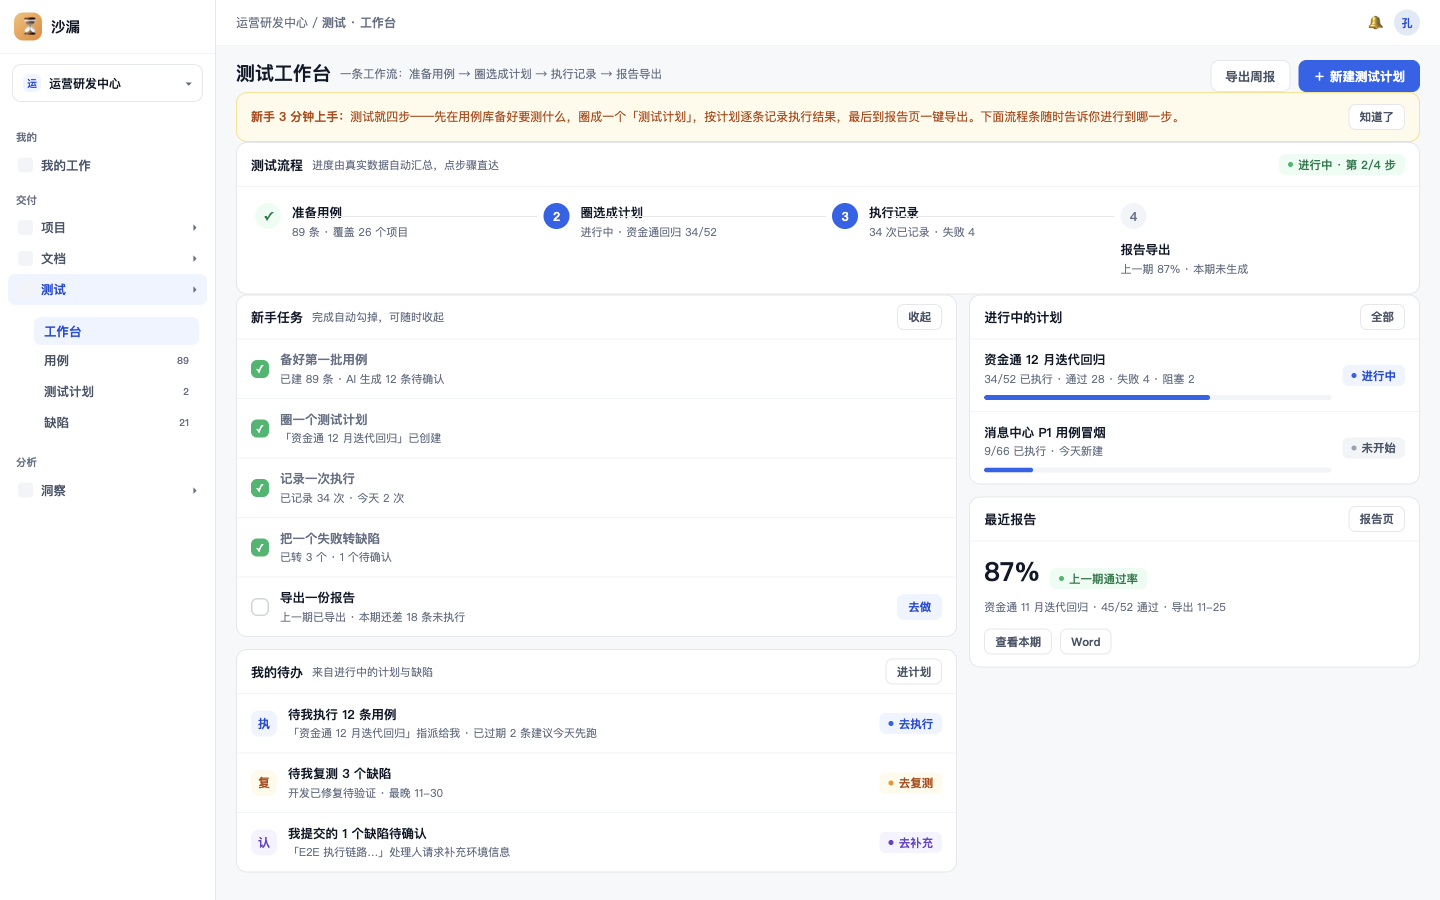 沙漏
运 运营研发中心
我的
我的工作
交付
项目
文档
测试
工作台
用例 89
测试计划 2
缺陷 21
分析
洞察
运营研发中心 / 测试 · 工作台
孔
测试工作台 一条工作流：准备用例 → 圈选成计划 → 执行记录 → 报告导出
导出周报
+ 新建测试计划
新手 3 分钟上手：测试就四步——先在用例库备好要测什么，圈成一个「测试计划」，按计划逐条记录执行结果，最后到报告页一键导出。下面流程条随时告诉你进行到哪一步。
知道了
测试流程 进度由真实数据自动汇总，点步骤直达
进行中 · 第 2/4 步
✓ 准备用例
89 条 · 覆盖 26 个项目
2 圈选成计划
进行中 · 资金通回归 34/52
3 执行记录
34 次已记录 · 失败 4
4
报告导出
上一期 87% · 本期未生成
新手任务 完成自动勾掉，可随时收起
收起
备好第一批用例
已建 89 条 · AI 生成 12 条待确认
圈一个测试计划
「资金通 12 月迭代回归」已创建
记录一次执行
已记录 34 次 · 今天 2 次
把一个失败转缺陷
已转 3 个 · 1 个待确认
导出一份报告
上一期已导出 · 本期还差 18 条未执行
去做
我的待办 来自进行中的计划与缺陷
进计划
执 待我执行 12 条用例
「资金通 12 月迭代回归」指派给我 · 已过期 2 条建议今天先跑
去执行
复 待我复测 3 个缺陷
开发已修复待验证 · 最晚 11-30
去复测
认 我提交的 1 个缺陷待确认
「E2E 执行链路…」处理人请求补充环境信息
去补充
进行中的计划
全部
资金通 12 月迭代回归
34/52 已执行 · 通过 28 · 失败 4 · 阻塞 2
进行中
消息中心 P1 用例冒烟
9/66 已执行 · 今天新建
未开始
最近报告
报告页
87% 上一期通过率
资金通 11 月迭代回归 · 45/52 通过 · 导出 11-25
查看本期
Word